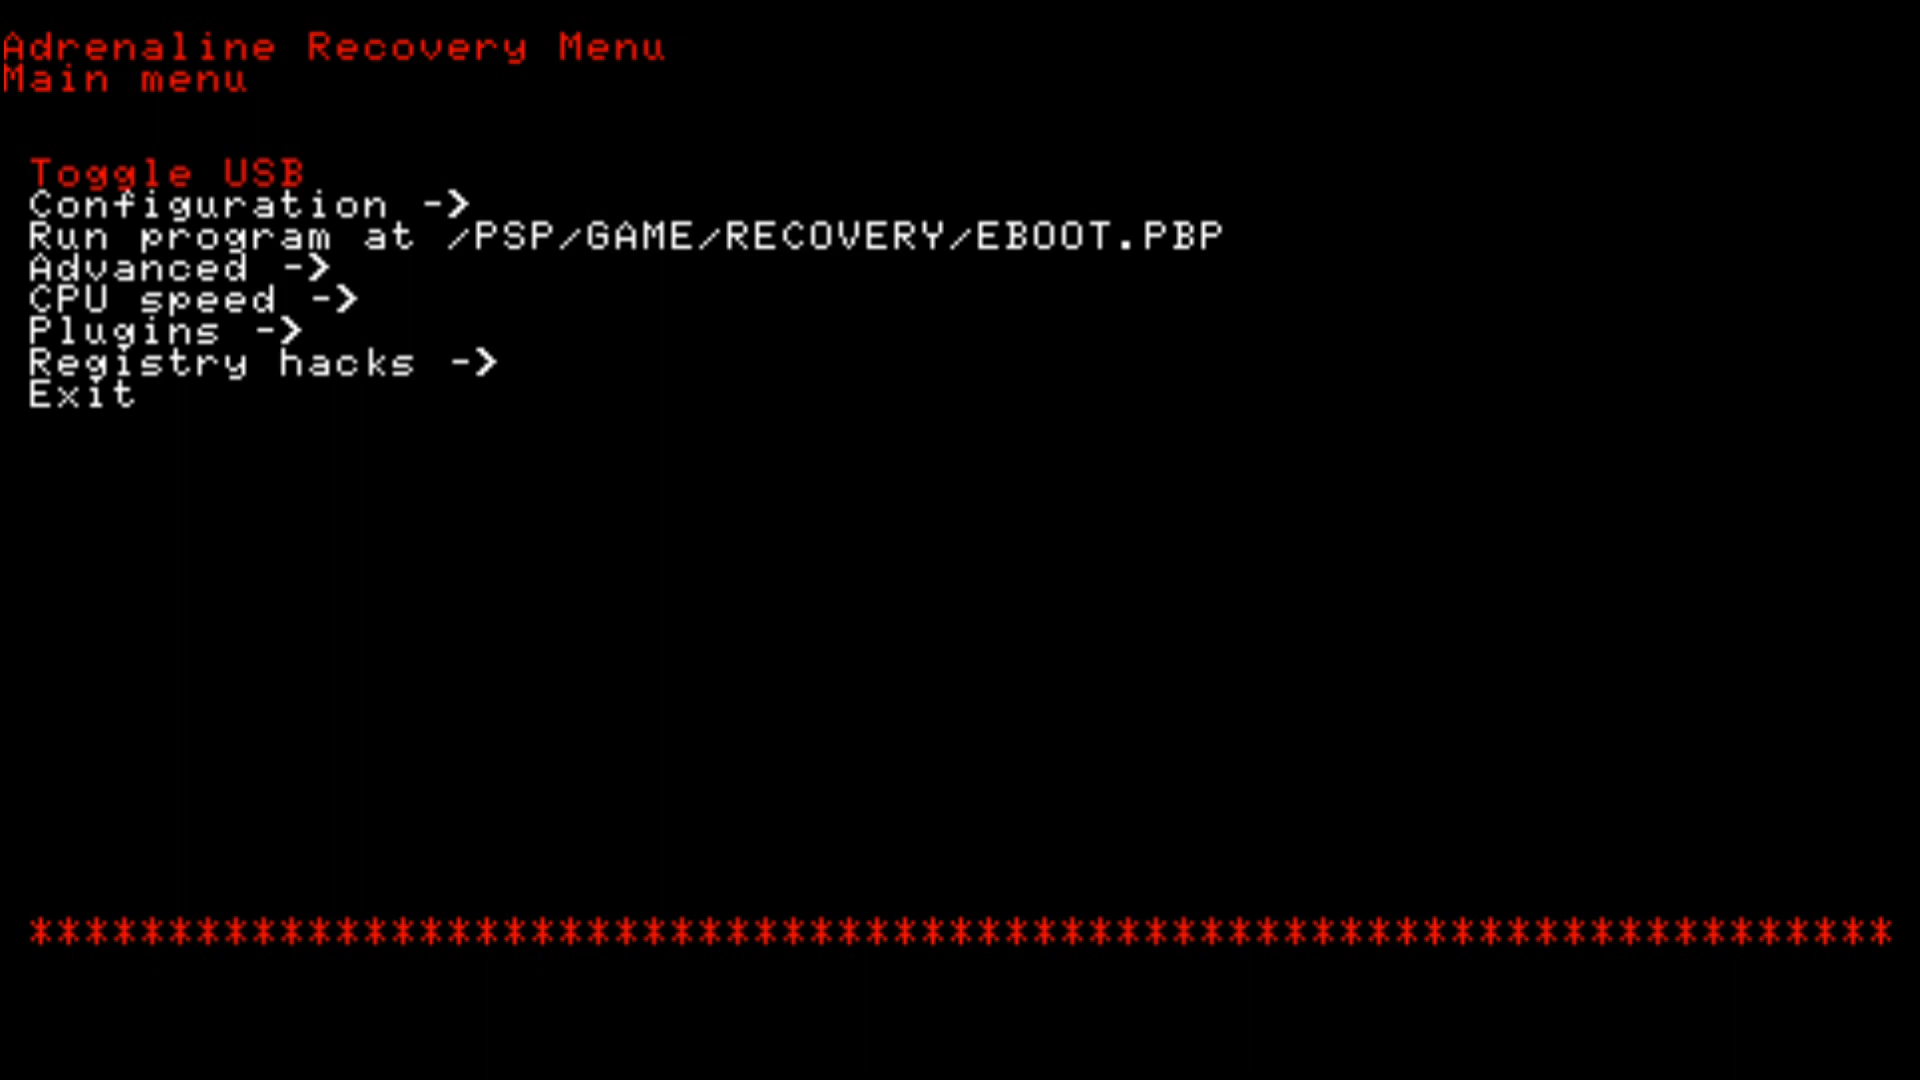 Adrenaline Recovery Menu
Main menu
Toggle USB
Configuration ->
Run program at /PSP/GAME/RECOVERY/EBOOT.PBP
Advanced ->
CPU speed ->
Plugins ->
Registry hacks ->
Exit
*******************************************************************